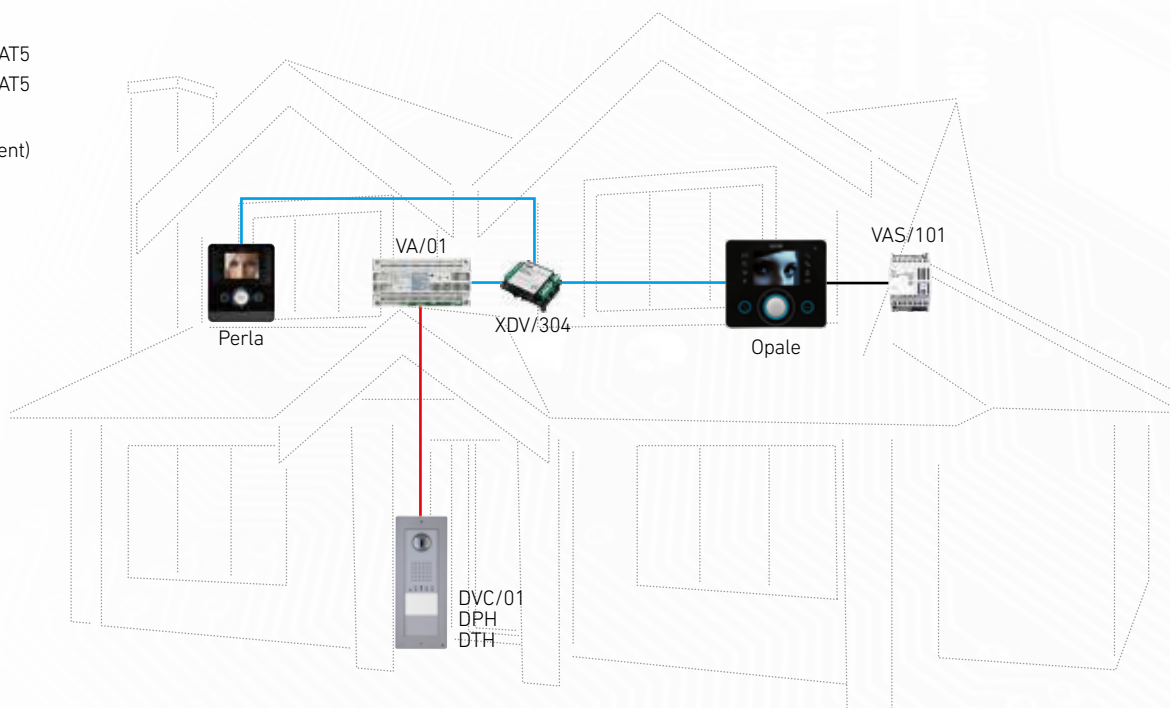 AT5
AT5
ent)
VA/01
VAS/101
XDV/304
Perla
Opale
DVC/01
DPH
DTH